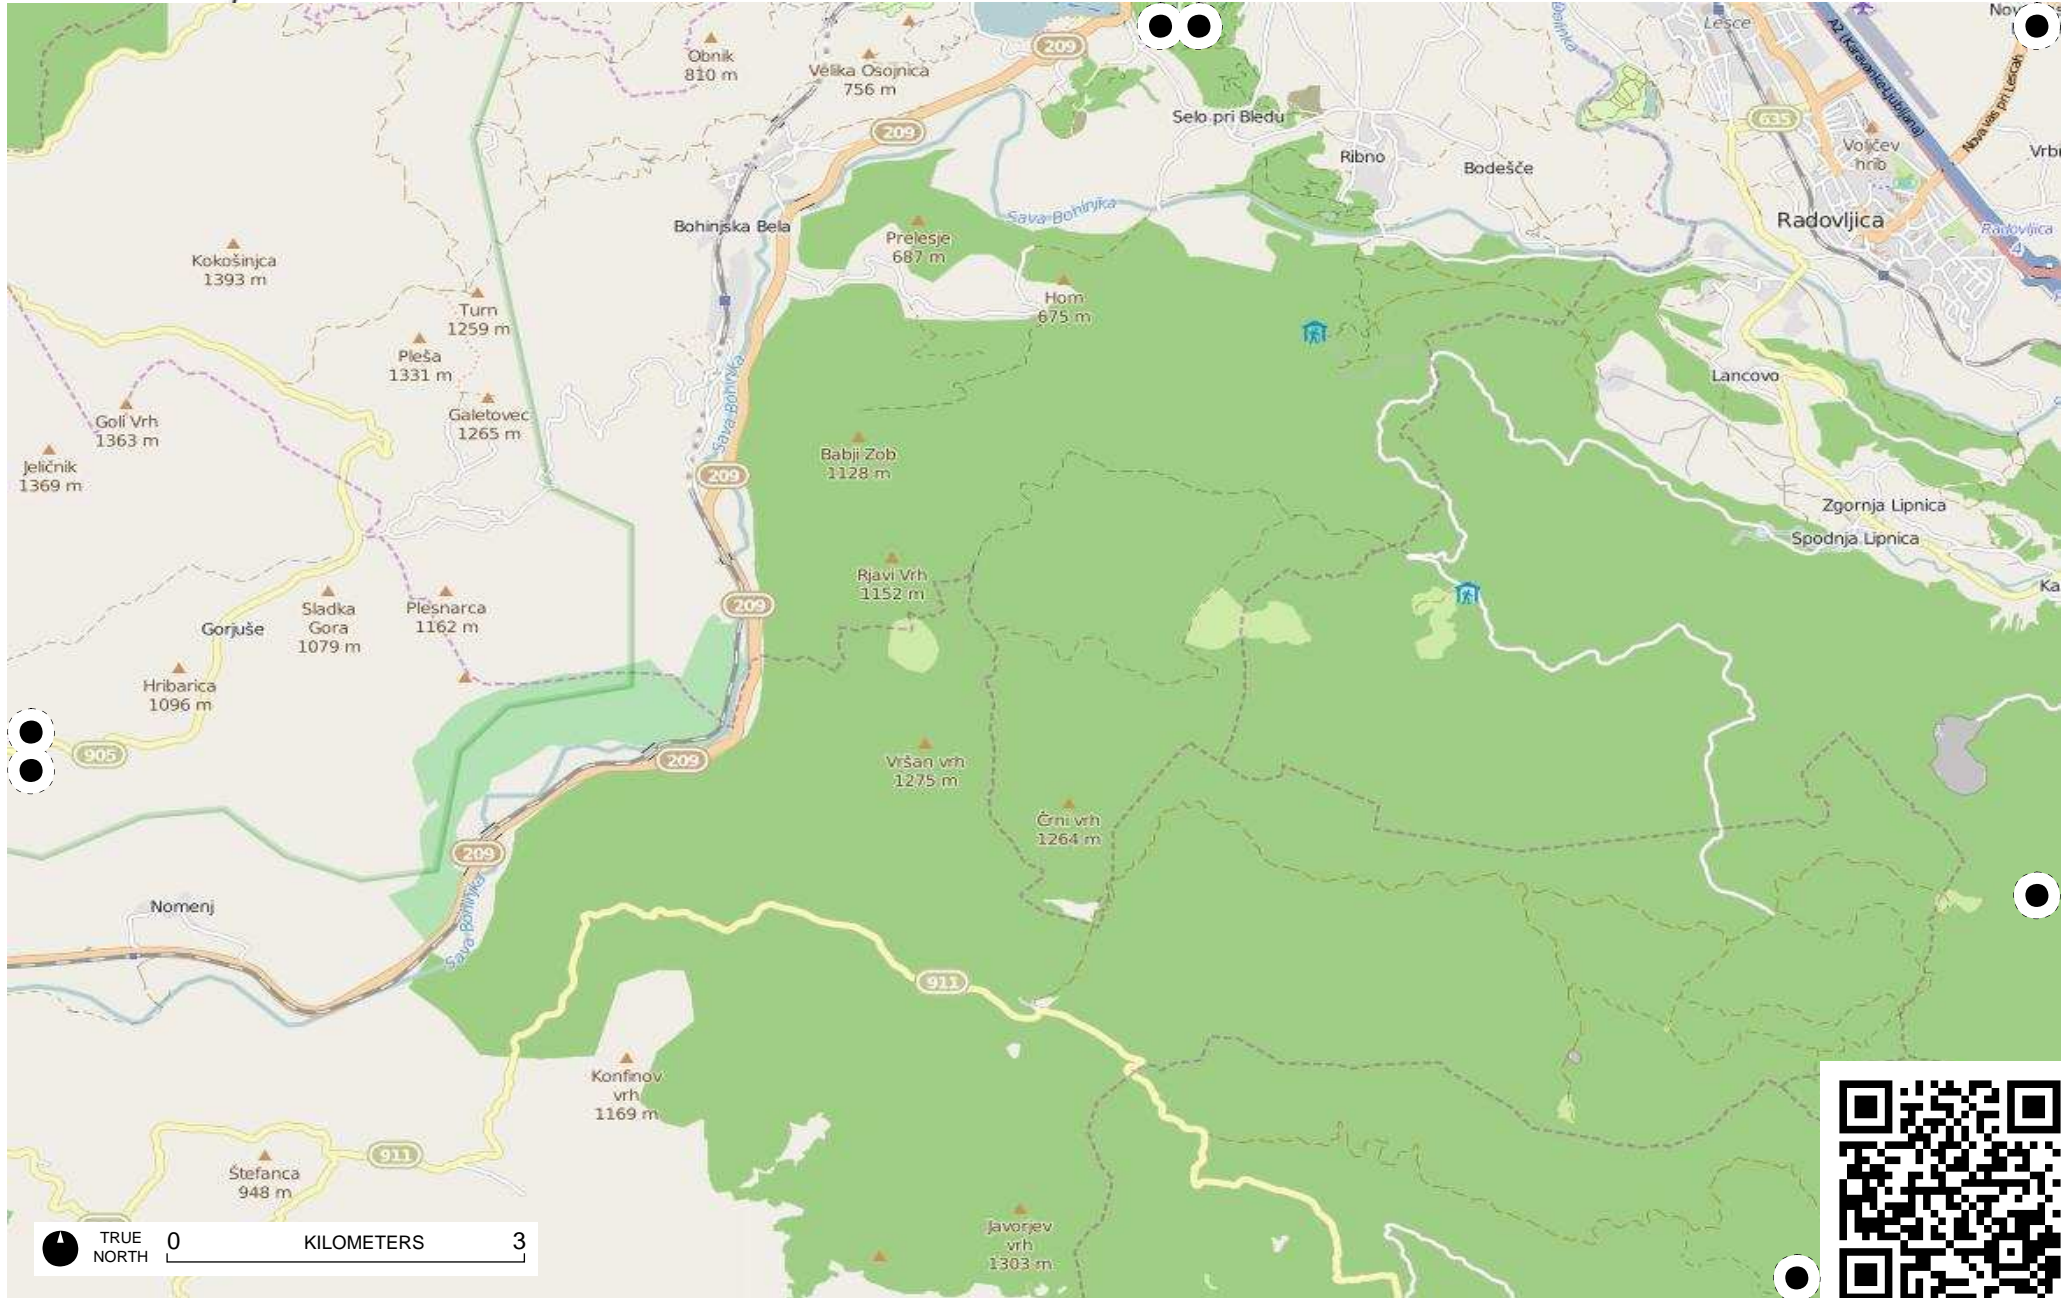 209
Obnik
810 m
Velika Osojnica
756 m
Lesce
A2 (Karavanke-Ljubljana)
Nova vas pri Lescah
209
Selo pri Bledu
635
Voljčev
hrib
Ribno
Bodešče
Bohinjska Bela
Sava Bohinjka
Radovljica
Radovljica
Prelesje
687 m
Kokošinjca
1393 m
Turn
1259 m
Hom
675 m
Pleša
1331 m
Lancovo
Galetovec
1265 m
Sava Bohinjka
Goli Vrh
1363 m
Jeličnik
1369 m
Babji Zob
1128 m
209
Zgornja Lipnica
Spodnja Lipnica
Rjavi Vrh
1152 m
Sladka
Gora
1079 m
Plesnarca
1162 m
209
Gorjuše
Hribarica
1096 m
905
209
Vršan vrh
1275 m
Črni vrh
1264 m
209
Nomenj
Sava Bohinjka
911
Konfinov
vrh
1169 m
911
Štefanca
948 m
Javorjev
vrh
1303 m
TRUE
NORTH
0
KILOMETERS
3